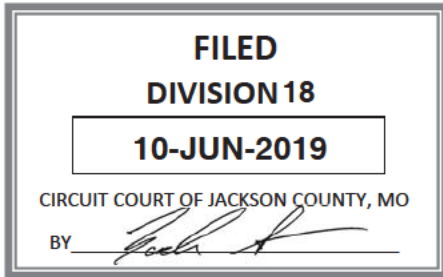 FILED
DIVISION 18
10-JUN-2019
CIRCUIT COURT OF JACKSON COUNTY, MO
BY